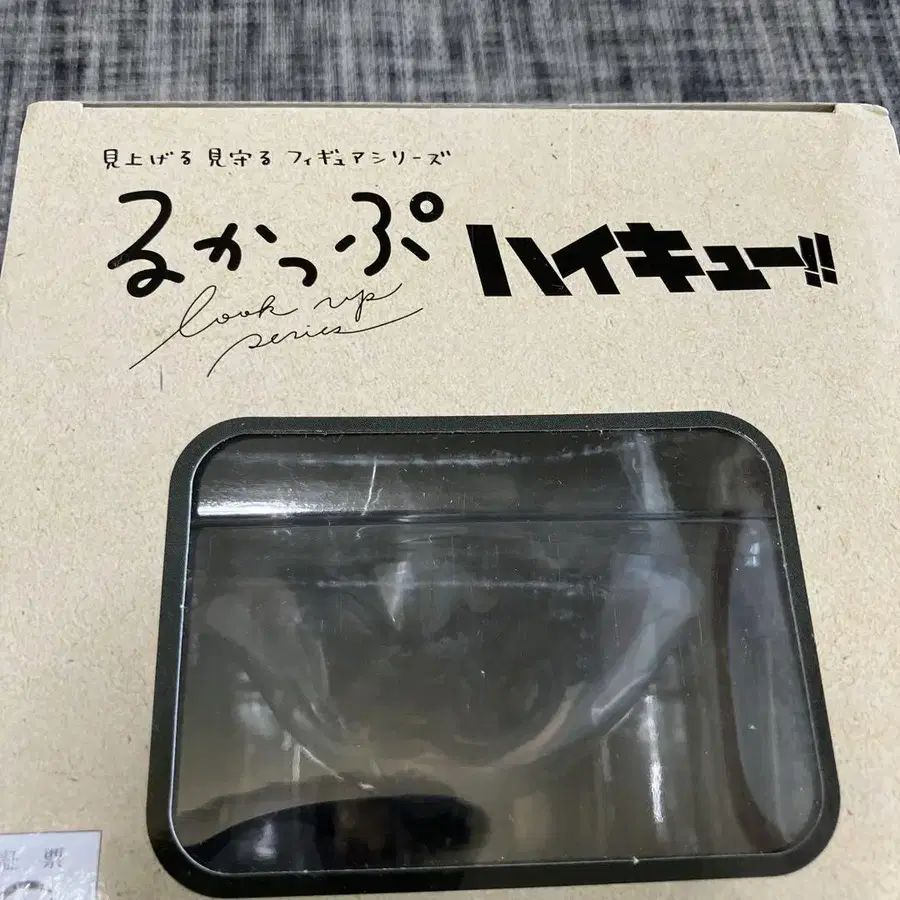 見上げる 見守る フィギュアシリーズ
るかっぷ ハイキュー!!
look up
series